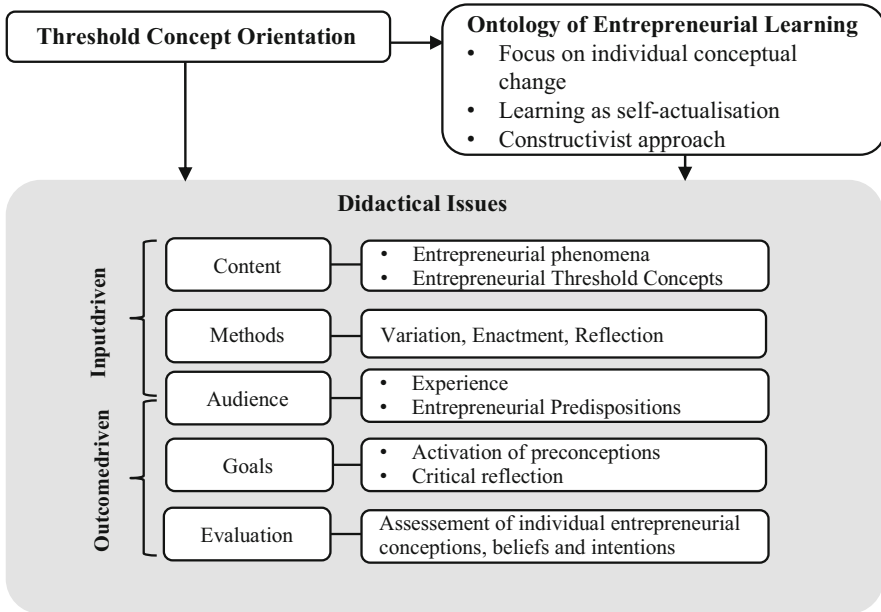 Threshold Concept Orientation
Ontology of Entrepreneurial Learning
• Focus on individual conceptual
change
• Learning as self-actualisation
• Constructivist approach
Didactical Issues
Inputdriven
Content
• Entrepreneurial phenomena
• Entrepreneurial Threshold Concepts
Methods
Variation, Enactment, Reflection
Audience
• Experience
• Entrepreneurial Predispositions
Outcomedriven
Goals
• Activation of preconceptions
• Critical reflection
Evaluation
Assessement of individual entrepreneurial
conceptions, beliefs and intentions